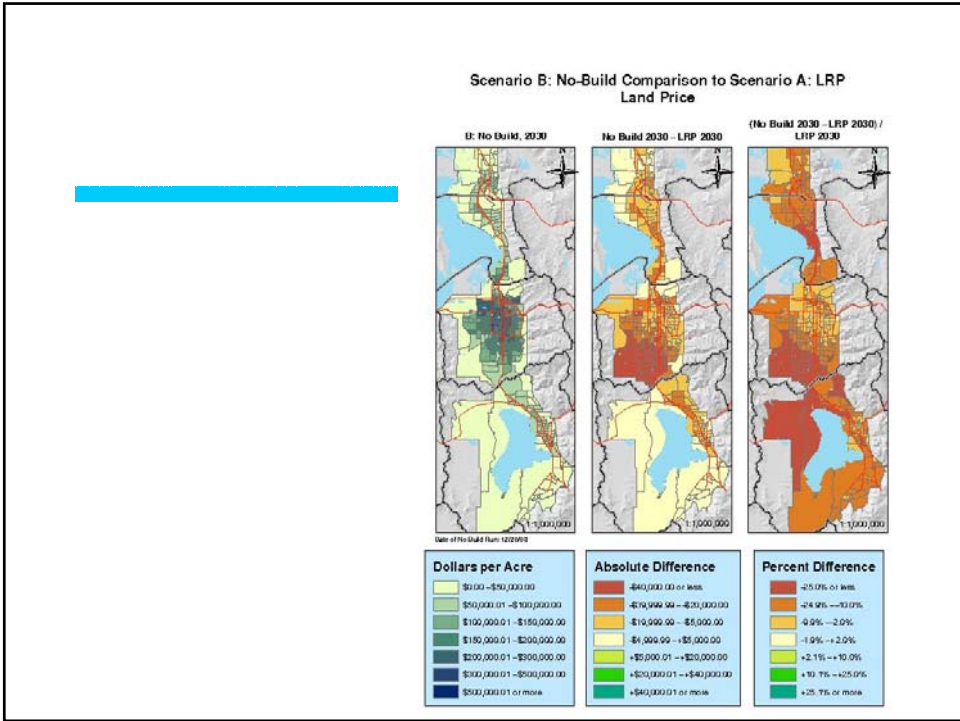 Scenario B: No-Build Comparison to Scenario A: LRP
Land Price
B: No Build, 2030
No Build 2030 – LRP 2030
(No Build 2030 – LRP 2030) /
LRP 2030
N
N
N
1:1,000,000
1:1,000,000
1:1,000,000
Date of No Build Run:
Dollars per Acre
$0.00 – $50,000.00
$50,000.01 – $100,000.00
$100,000.01 – $150,000.00
$150,000.01 – $200,000.00
$200,000.01 – $300,000.00
$300,000.01 – $500,000.00
$500,000.01 or more
Absolute Difference
-$40,000.00 or less
-$39,999.99 – -$20,000.00
-$19,999.99 – -$5,000.00
-$4,999.99 – +$5,000.00
+$5,000.01 – +$20,000.00
+$20,000.01 – +$40,000.00
+$40,000.01 or more
Percent Difference
-25.0% or less
-24.9% – -10.0%
-9.9% – -2.0%
-1.9% – +2.0%
+2.1% – +10.0%
+10.1% – +25.0%
+25.1% or more